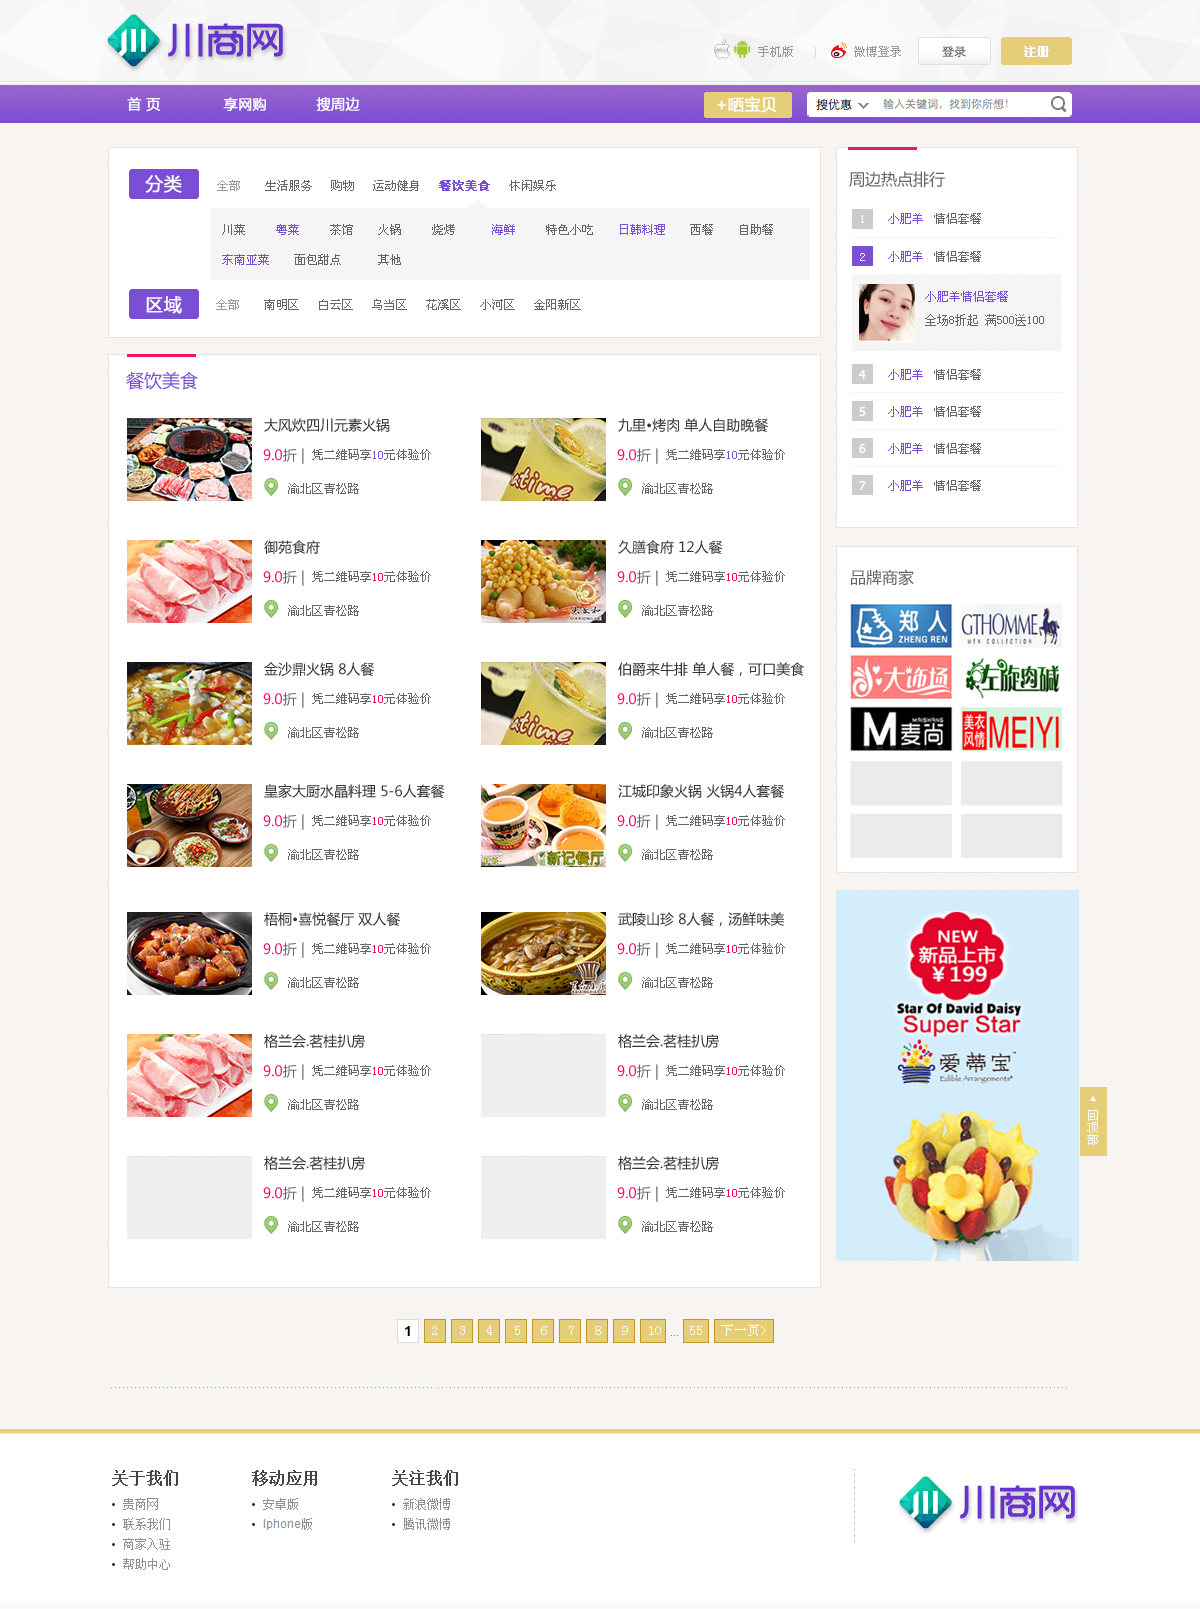 川商网
手机版 | 微博登录 登录 注册
首 页 享网购 搜周边 +晒宝贝 搜优惠 输入关键词，找到你所想！
分类 全部 生活服务 购物 运动健身 餐饮美食 休闲娱乐
川菜 粤菜 茶馆 火锅 烧烤 海鲜 特色小吃 日韩料理 西餐 自助餐
东南亚菜 面包甜点 其他
区域 全部 南明区 白云区 乌当区 花溪区 小河区 金阳新区
餐饮美食
大风炊四川元素火锅
9.0折 | 凭二维码享10元体验价
渝北区青松路
九里•烤肉 单人自助晚餐
9.0折 | 凭二维码享10元体验价
渝北区青松路
御苑食府
9.0折 | 凭二维码享10元体验价
渝北区青松路
久膳食府 12人餐
9.0折 | 凭二维码享10元体验价
渝北区青松路
金沙鼎火锅 8人餐
9.0折 | 凭二维码享10元体验价
渝北区青松路
伯爵来牛排 单人餐，可口美食
9.0折 | 凭二维码享10元体验价
渝北区青松路
皇家大厨水晶料理 5-6人套餐
9.0折 | 凭二维码享10元体验价
渝北区青松路
新记餐厅
江城印象火锅 火锅4人套餐
9.0折 | 凭二维码享10元体验价
渝北区青松路
梧桐•喜悦餐厅 双人餐
9.0折 | 凭二维码享10元体验价
渝北区青松路
武陵山珍 8人餐，汤鲜味美
9.0折 | 凭二维码享10元体验价
渝北区青松路
格兰会.茗桂扒房
9.0折 | 凭二维码享10元体验价
渝北区青松路
格兰会.茗桂扒房
9.0折 | 凭二维码享10元体验价
渝北区青松路
格兰会.茗桂扒房
9.0折 | 凭二维码享10元体验价
渝北区青松路
格兰会.茗桂扒房
9.0折 | 凭二维码享10元体验价
渝北区青松路
周边热点排行
1 小肥羊 情侣套餐
2 小肥羊 情侣套餐
小肥羊情侣套餐
全场8折起 满500送100
4 小肥羊 情侣套餐
5 小肥羊 情侣套餐
6 小肥羊 情侣套餐
7 小肥羊 情侣套餐
品牌商家
郑人
ZHENG REN
GTHOMME
MEN COLLECTION
大饰场
左旋肉碱
M MAISHANG
麦尚
美衣风情 MEIYI
NEW
新品上市
¥ 199
Star Of David Daisy
Super Star
爱蒂宝
Edible Arrangements
回顶部
1 2 3 4 5 6 7 8 9 10 ... 55 下一页>
关于我们
• 贵商网
• 联系我们
• 商家入驻
• 帮助中心
移动应用
• 安卓版
• Iphone版
关注我们
• 新浪微博
• 腾讯微博
川商网